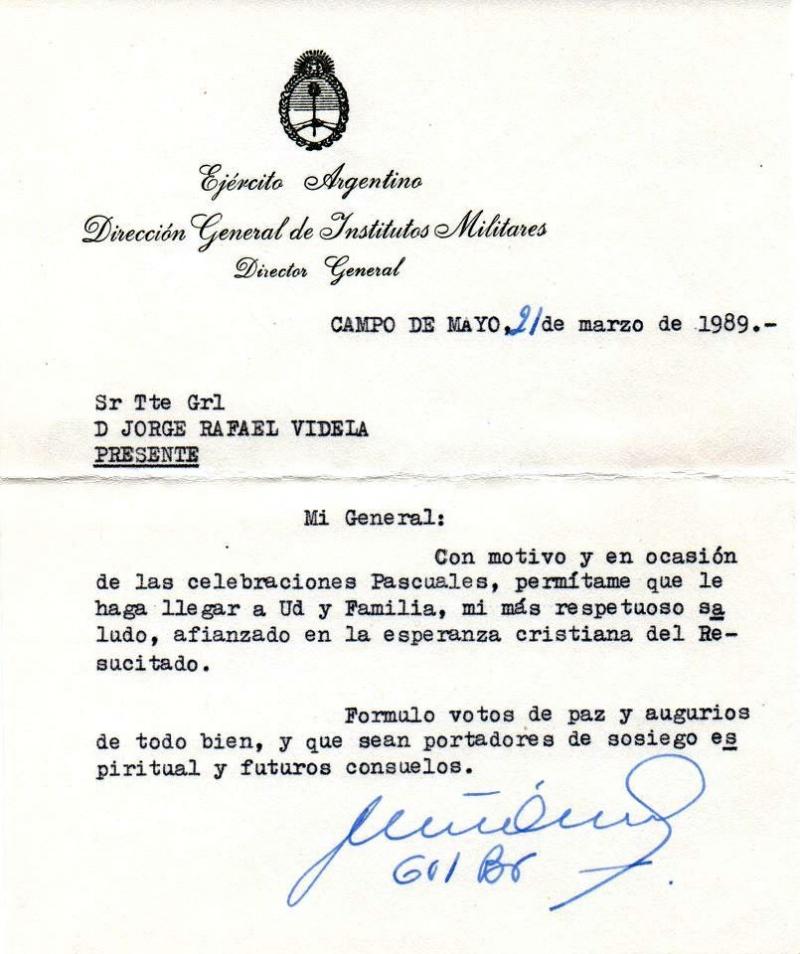 Ejército Argentino
Dirección General de Institutos Militares
Director General
CAMPO DE MAYO, 21 de marzo de 1989.-
Sr Tte Grl
D JORGE RAFAEL VIDELA
PRESENTE
Mi General:
Con motivo y en ocasión
de las celebraciones Pascuales, permítame que le
haga llegar a Ud y Familia, mi más respetuoso sa
ludo, afianzado en la esperanza cristiana del Re-
sucitado.
Formulo votos de paz y augurios
de todo bien, y que sean portadores de sosiego es
piritual y futuros consuelos.
Grl Br